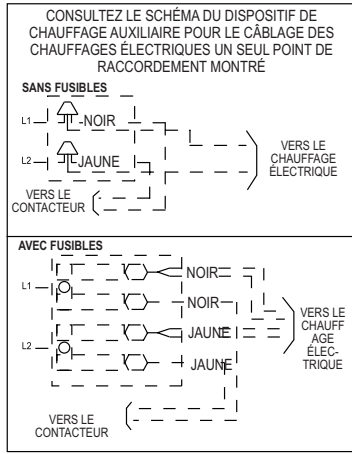 CONSULTEZ LE SCHÉMA DU DISPOSITIF DE
CHAUFFAGE AUXILIAIRE POUR LE CÂBLAGE DES
CHAUFFAGES ÉLECTRIQUES UN SEUL POINT DE
RACCORDEMENT MONTRÉ
SANS FUSIBLES
L1
NOIR
L2
JAUNE
VERS LE
CHAUFFAGE
ÉLECTRIQUE
VERS LE
CONTACTEUR
AVEC FUSIBLES
NOIR
L1
NOIR
JAUNE
L2
JAUNE
VERS LE
CHAUFF
AGE
ÉLEC-
TRIQUE
VERS LE
CONTACTEUR